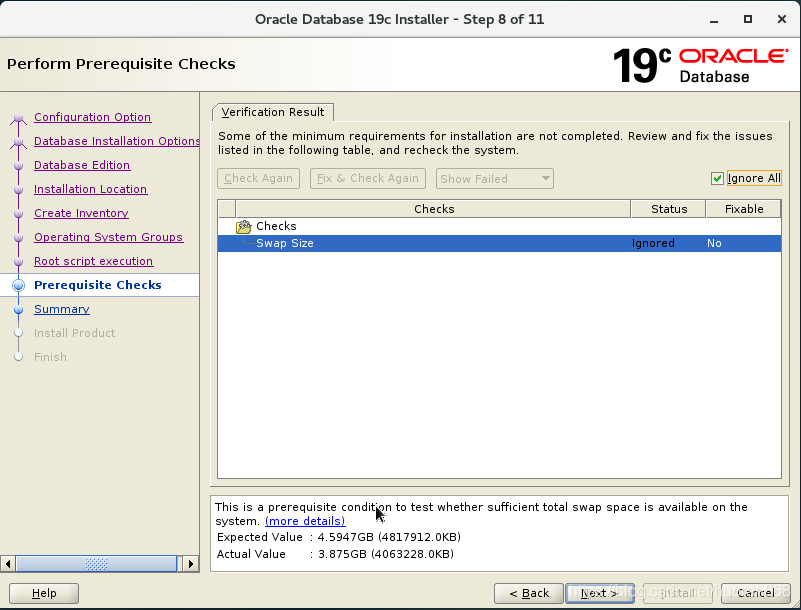 Oracle Database 19c Installer - Step 8 of 11
Perform Prerequisite Checks
19c ORACLE
Database
Configuration Option
Database Installation Options
Database Edition
Installation Location
Create Inventory
Operating System Groups
Root script execution
Prerequisite Checks
Summary
Install Product
Finish
Verification Result
Some of the minimum requirements for installation are not completed. Review and fix the issues
listed in the following table, and recheck the system.
Check Again Fix & Check Again Show Failed Ignore All
Checks Status Fixable
Checks
Swap Size Ignored No
This is a prerequisite condition to test whether sufficient total swap space is available on the
system. (more details)
Expected Value : 4.5947GB (4817912.0KB)
Actual Value : 3.875GB (4063228.0KB)
Help < Back Next > Install Cancel